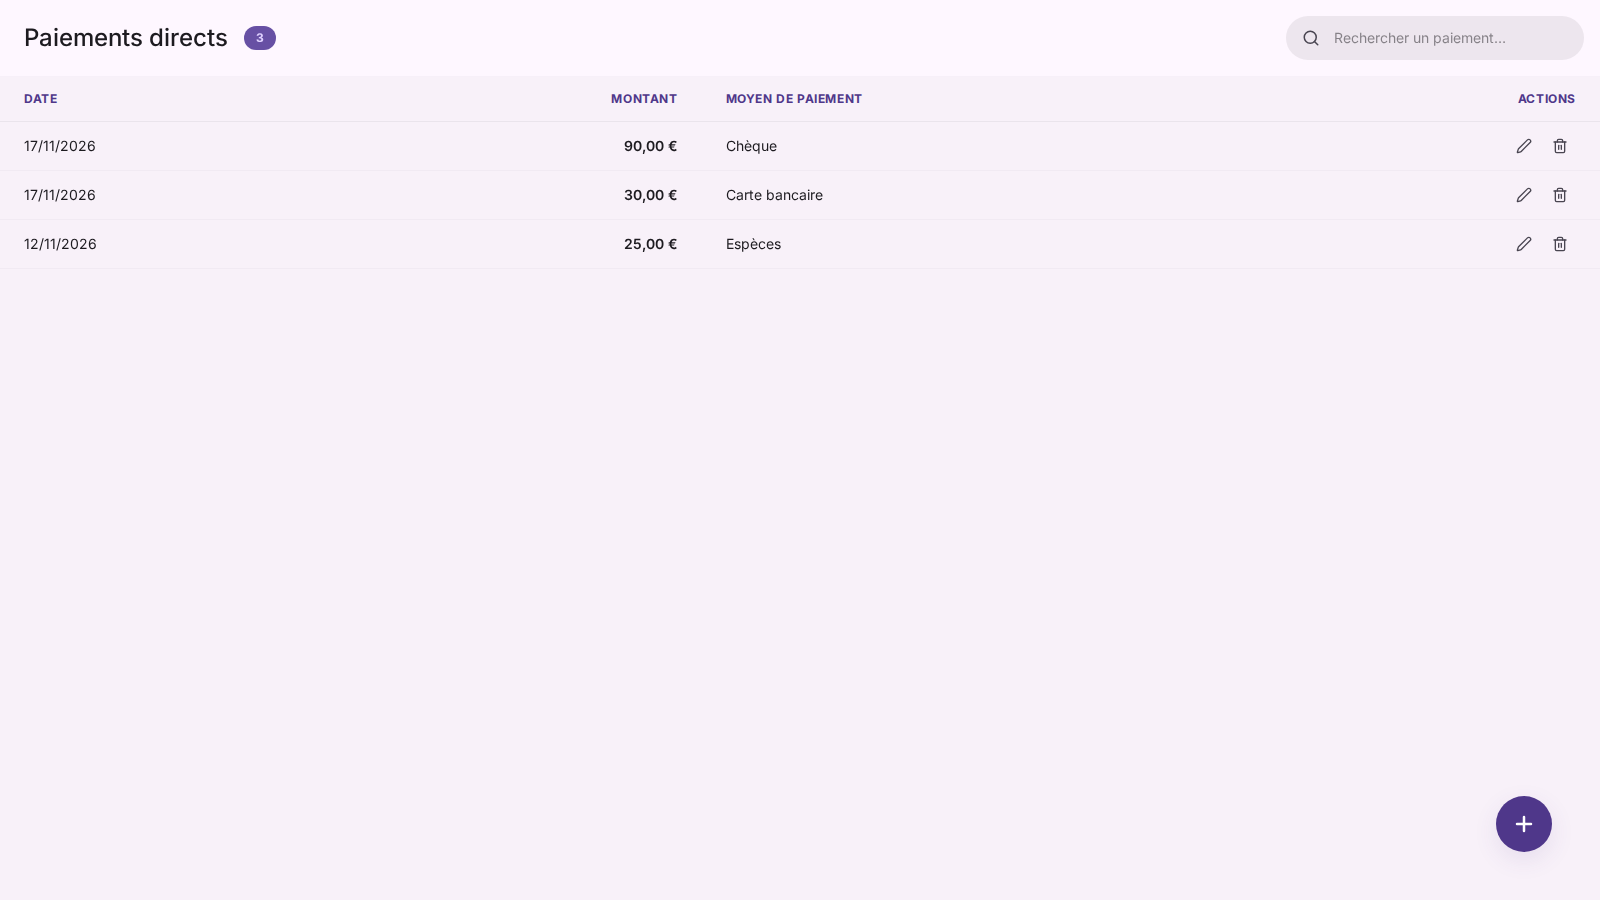 Paiements directs 3
Rechercher un paiement...
DATE MONTANT MOYEN DE PAIEMENT ACTIONS
17/11/2026 90,00 € Chèque
17/11/2026 30,00 € Carte bancaire
12/11/2026 25,00 € Espèces